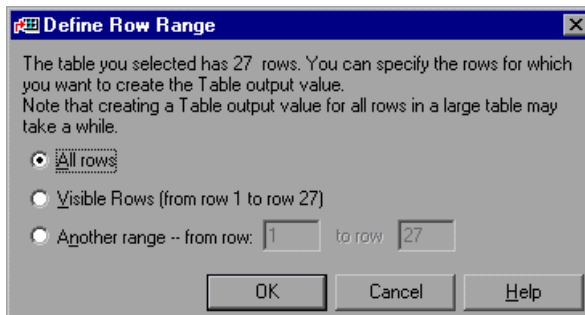 Define Row Range
The table you selected has 27 rows. You can specify the rows for which
you want to create the Table output value.
Note that creating a Table output value for all rows in a large table may
take a while.
All rows
Visible Rows (from row 1 to row 27)
Another range -- from row: 1 to row 27
OK Cancel Help